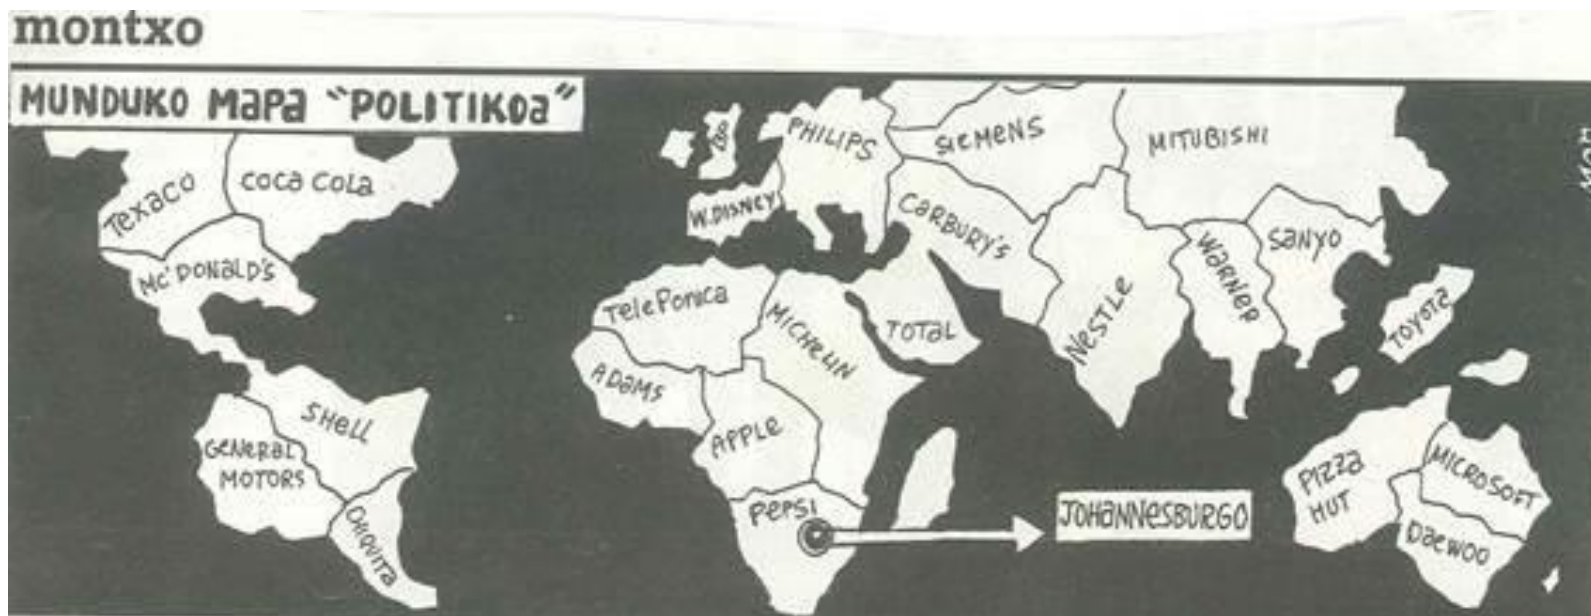 montxo
MUNDUKO MAPA "POLITIKOA"
TEXACO
COCA COLA
MC'DONALD'S
SHELL
GENERAL
MOTORS
CHIQUITA
W. DISNEY
PHILIPS
SIEMENS
MITUBISHI
CARBURY'S
NESTLE
WARNER
SANYO
TOYOTA
TELEFONICA
MICHELIN
TOTAL
ADAMS
APPLE
PEPSI
JOHANNESBURGO
PIZZA
HUT
MICROSOFT
DAEWOO